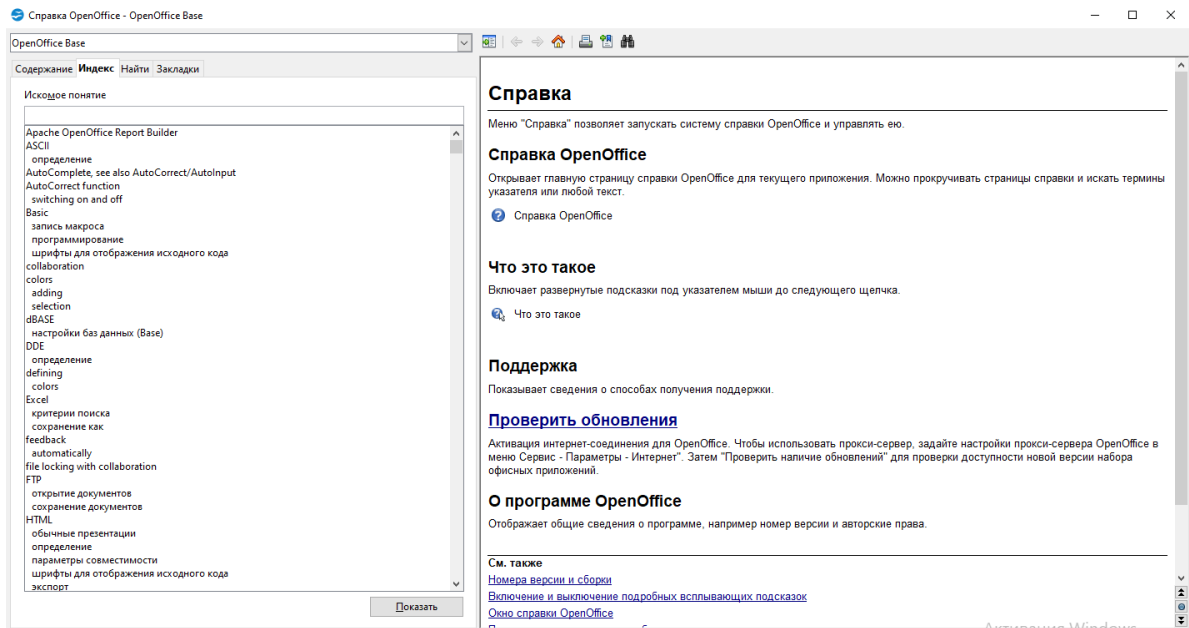 Справка OpenOffice - OpenOffice Base
OpenOffice Base
Содержание Индекс Найти Закладки
Искомое понятие
Apache OpenOffice Report Builder
ASCII
определение
AutoComplete, see also AutoCorrect/AutoInput
AutoCorrect function
switching on and off
Basic
запись макроса
программирование
шрифты для отображения исходного кода
collaboration
colors
adding
selection
dBASE
настройки баз данных (Base)
DDE
определение
defining
colors
Excel
критерии поиска
сохранение как
feedback
automatically
file locking with collaboration
FTP
открытие документов
сохранение документов
HTML
обычные презентации
определение
параметры совместимости
шрифты для отображения исходного кода
экспорт
Показать
Справка
Меню "Справка" позволяет запускать систему справки OpenOffice и управлять ею.
Справка OpenOffice
Открывает главную страницу справки OpenOffice для текущего приложения. Можно прокручивать страницы справки и искать термины
указателя или любой текст.
Справка OpenOffice
Что это такое
Включает развернутые подсказки под указателем мыши до следующего щелчка.
Что это такое
Поддержка
Показывает сведения о способах получения поддержки.
Проверить обновления
Активация интернет-соединения для OpenOffice. Чтобы использовать прокси-сервер, задайте настройки прокси-сервера OpenOffice в
меню Сервис - Параметры - Интернет". Затем "Проверить наличие обновлений" для проверки доступности новой версии набора
офисных приложений.
О программе OpenOffice
Отображает общие сведения о программе, например номер версии и авторские права.
См. также
Номера версии и сборки
Включение и выключение подробных всплывающих подсказок
Окно справки OpenOffice
Активация Windows